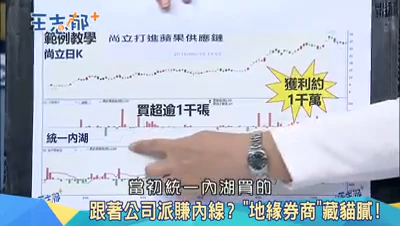 王志郁+
範例教學
尚立打進蘋果供應鏈
尚立日K
獲利約
1千萬
買超逾1千張
統一內湖
當初統一內湖買的
跟著公司派賺內線？"地緣券商"藏貓膩！